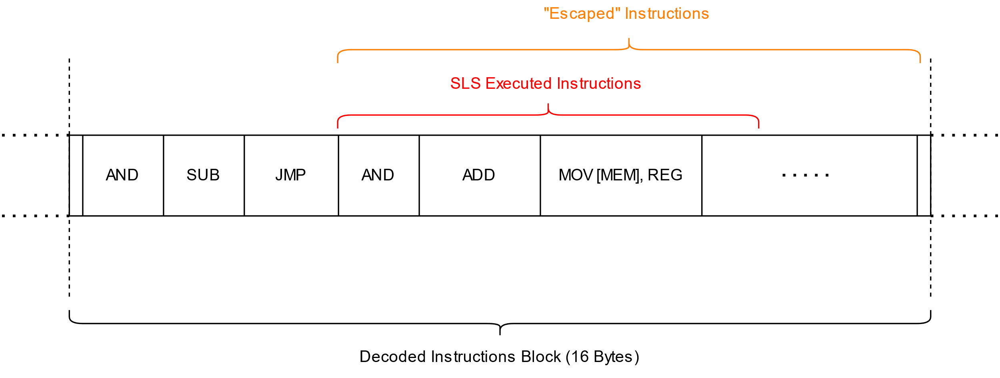 "Escaped" Instructions
SLS Executed Instructions
AND SUB JMP AND ADD MOV [MEM], REG .....
Decoded Instructions Block (16 Bytes)